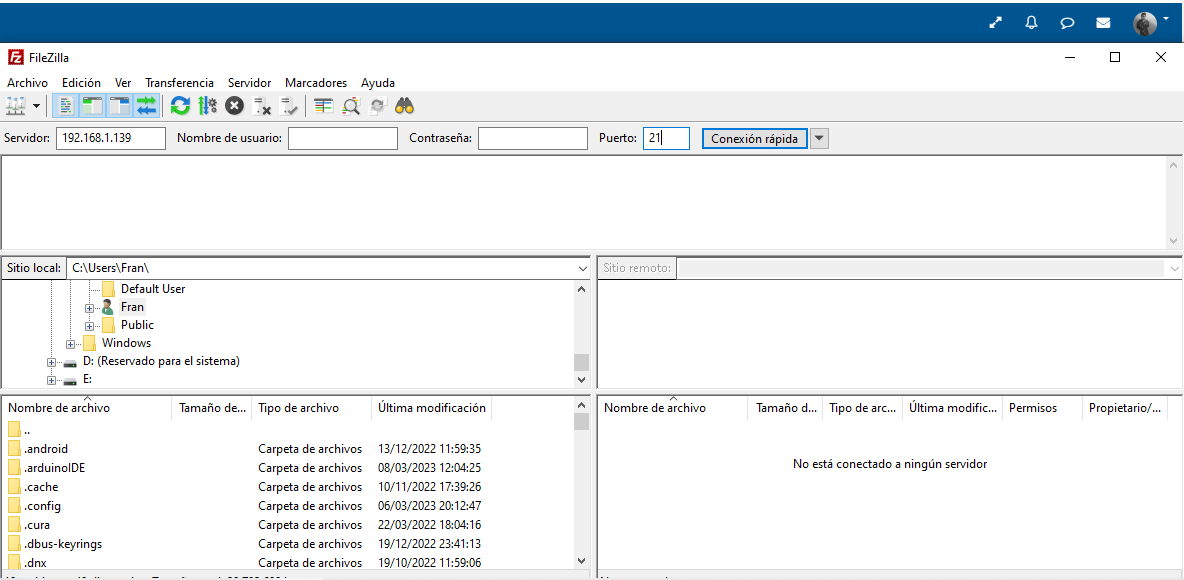 FileZilla
Archivo Edición Ver Transferencia Servidor Marcadores Ayuda
Servidor: 192.168.1.139 Nombre de usuario: Contraseña: Puerto: 21 Conexión rápida
Sitio local: C:\Users\Fran\ Sitio remoto:
Default User
Fran
Public
Windows
D: (Reservado para el sistema)
E:
Nombre de archivo Tamaño de... Tipo de archivo Última modificación
Nombre de archivo Tamaño d... Tipo de arc... Última modific... Permisos Propietario/...
..
.android Carpeta de archivos 13/12/2022 11:59:35
.arduinoIDE Carpeta de archivos 08/03/2023 12:04:25
.cache Carpeta de archivos 10/11/2022 17:39:26
.config Carpeta de archivos 06/03/2023 20:12:47
.cura Carpeta de archivos 22/03/2022 18:04:16
.dbus-keyrings Carpeta de archivos 19/12/2022 23:41:13
.dnx Carpeta de archivos 19/10/2022 11:59:06
No está conectado a ningún servidor